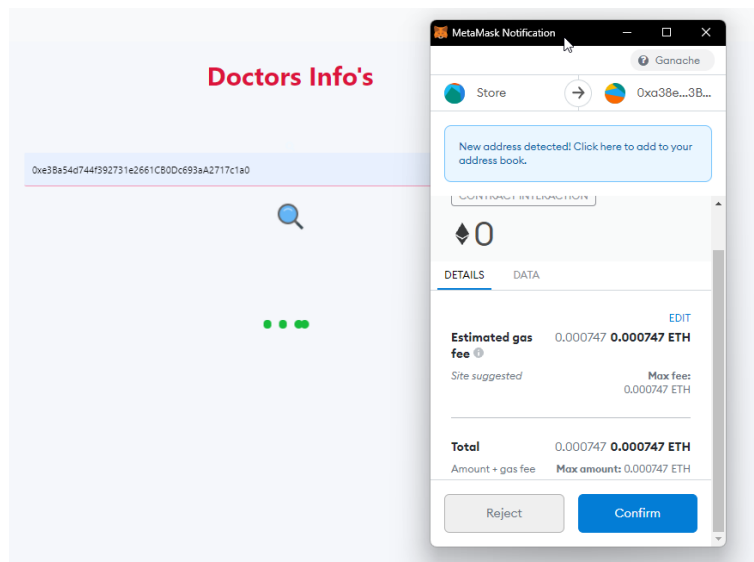 Doctors Info's
0xe38a54d744f392731e2661CB0Dc693aA2717c1a0
MetaMask Notification
Ganache
Store
0xa38e...3B...
New address detected! Click here to add to your
address book.
CONTRACT INTERACTION
0
DETAILS DATA
EDIT
Estimated gas 0.000747 0.000747 ETH
fee
Site suggested Max fee:
0.000747 ETH
Total 0.000747 0.000747 ETH
Amount + gas fee Max amount: 0.000747 ETH
Reject Confirm